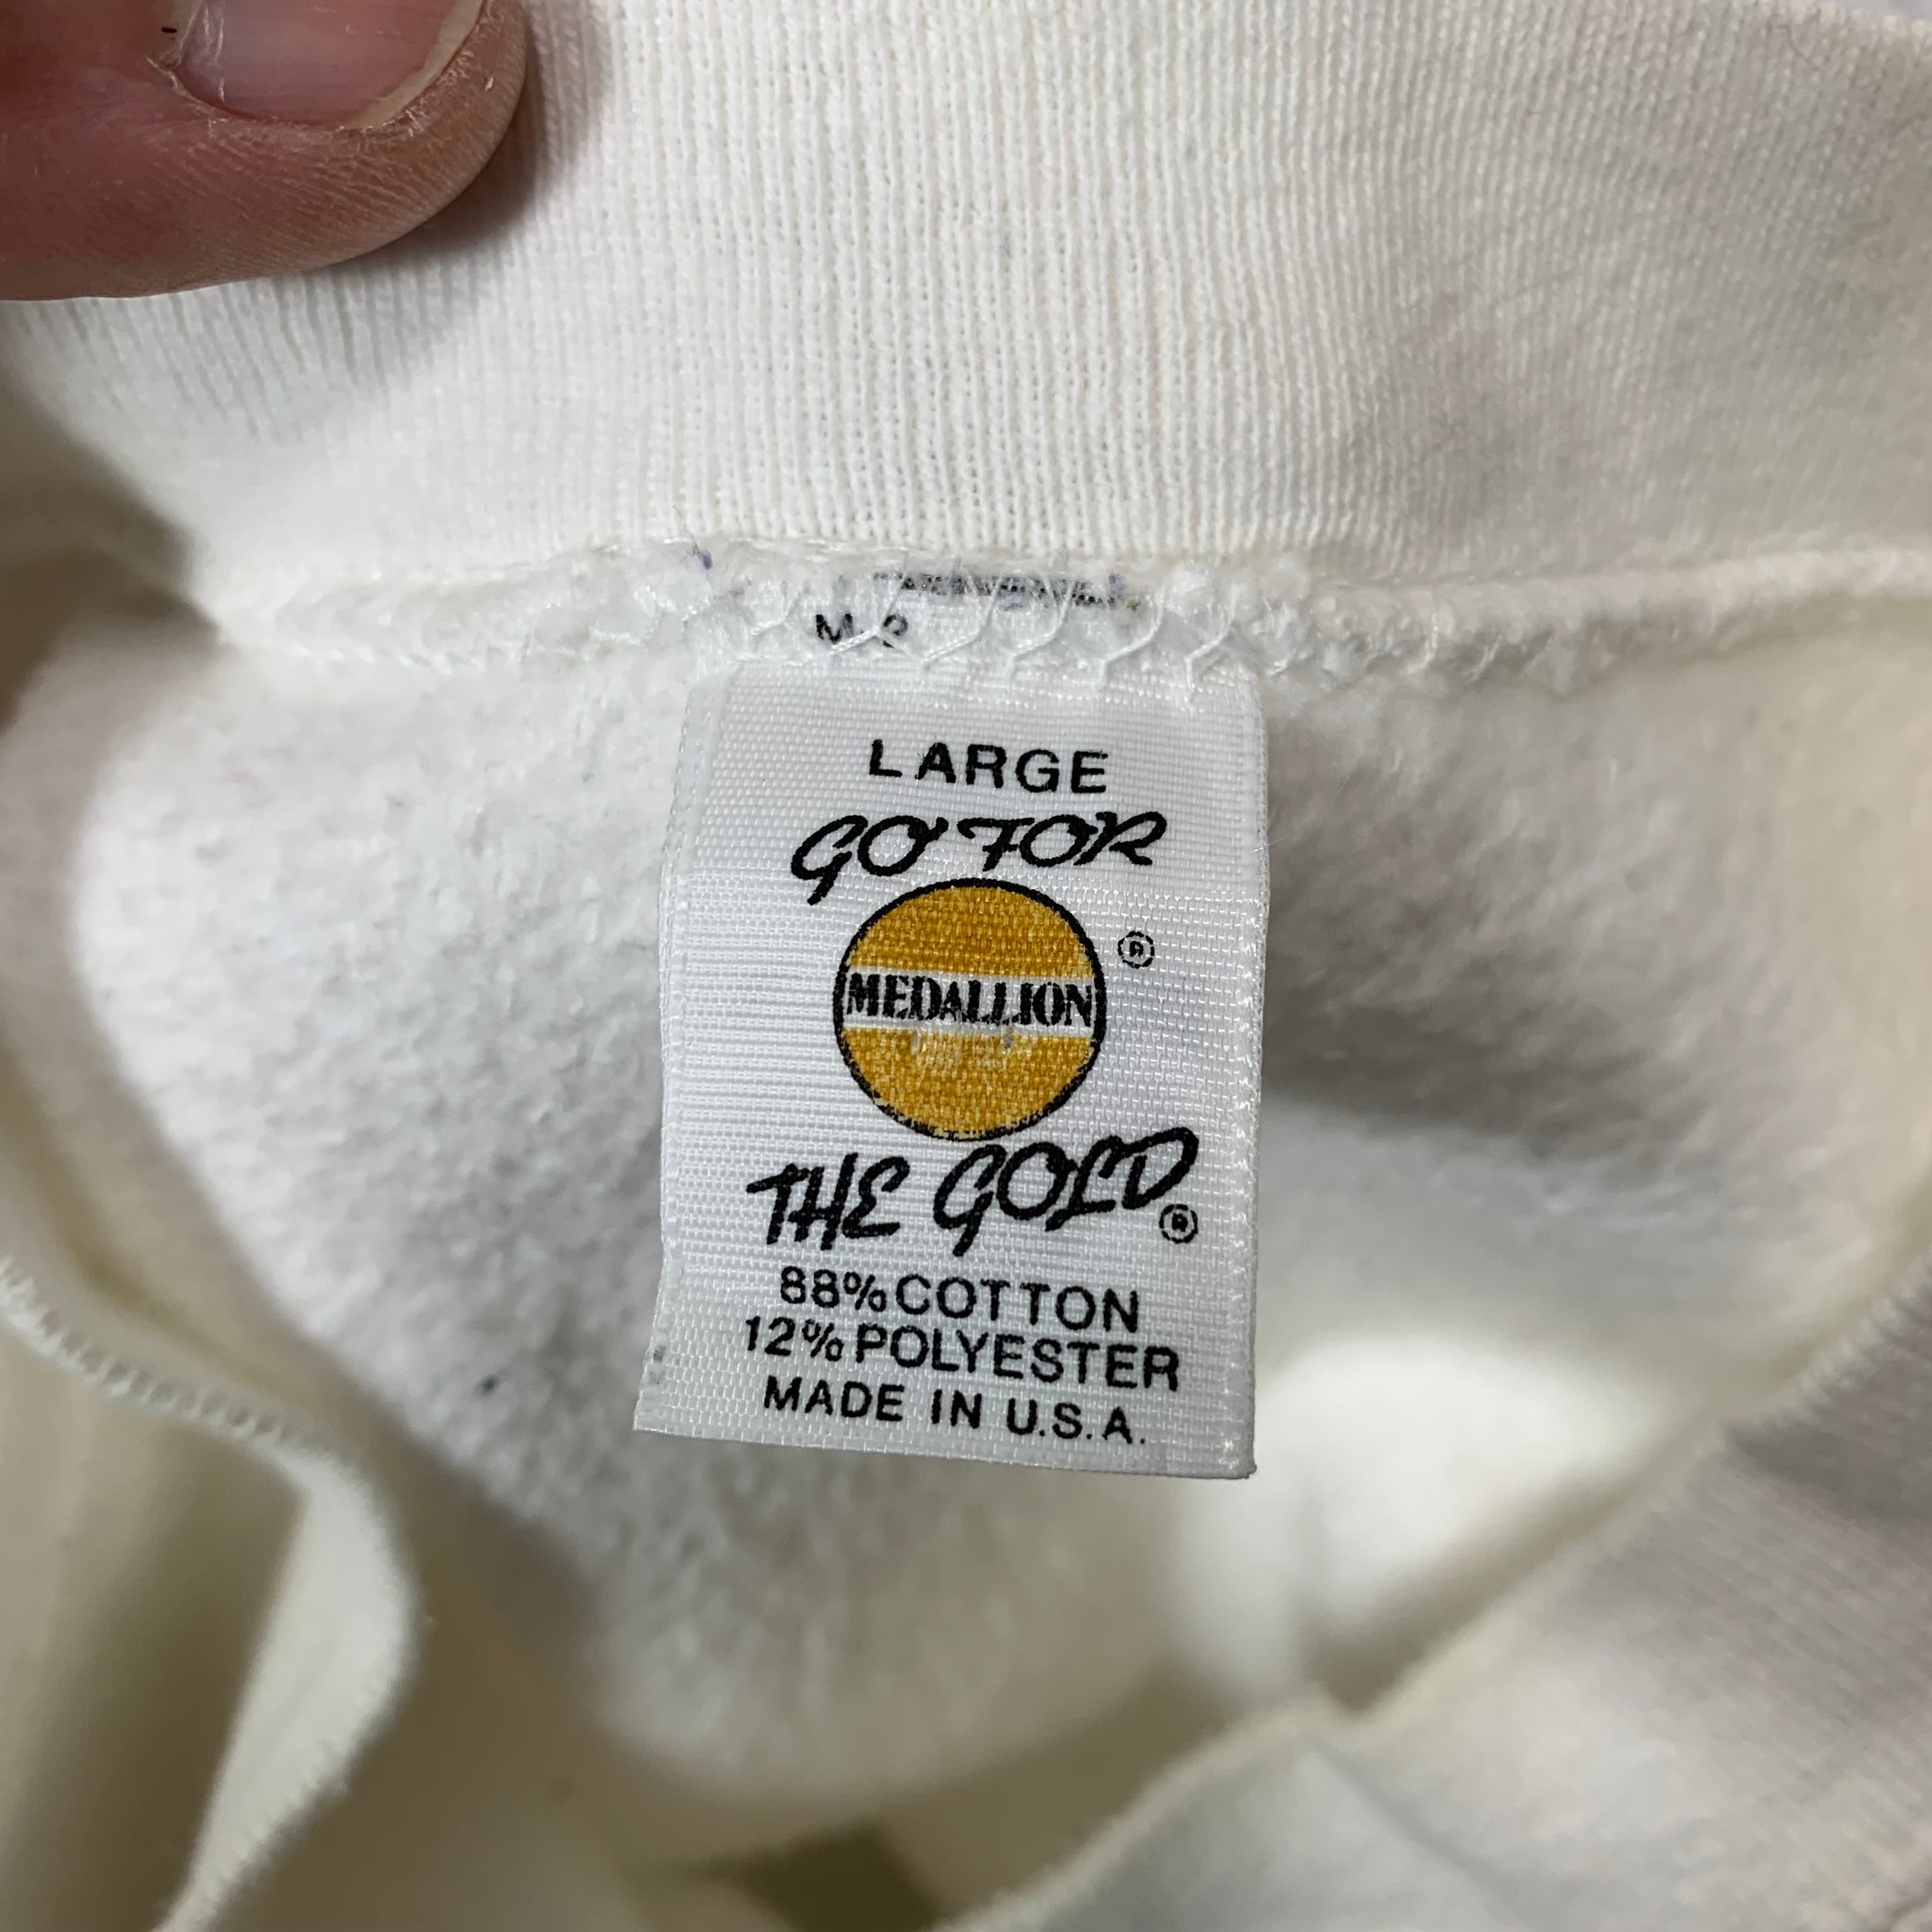 LARGE
GO FOR
MEDALLION ®
THE GOLD ®
88% COTTON
12% POLYESTER
MADE IN U.S.A.